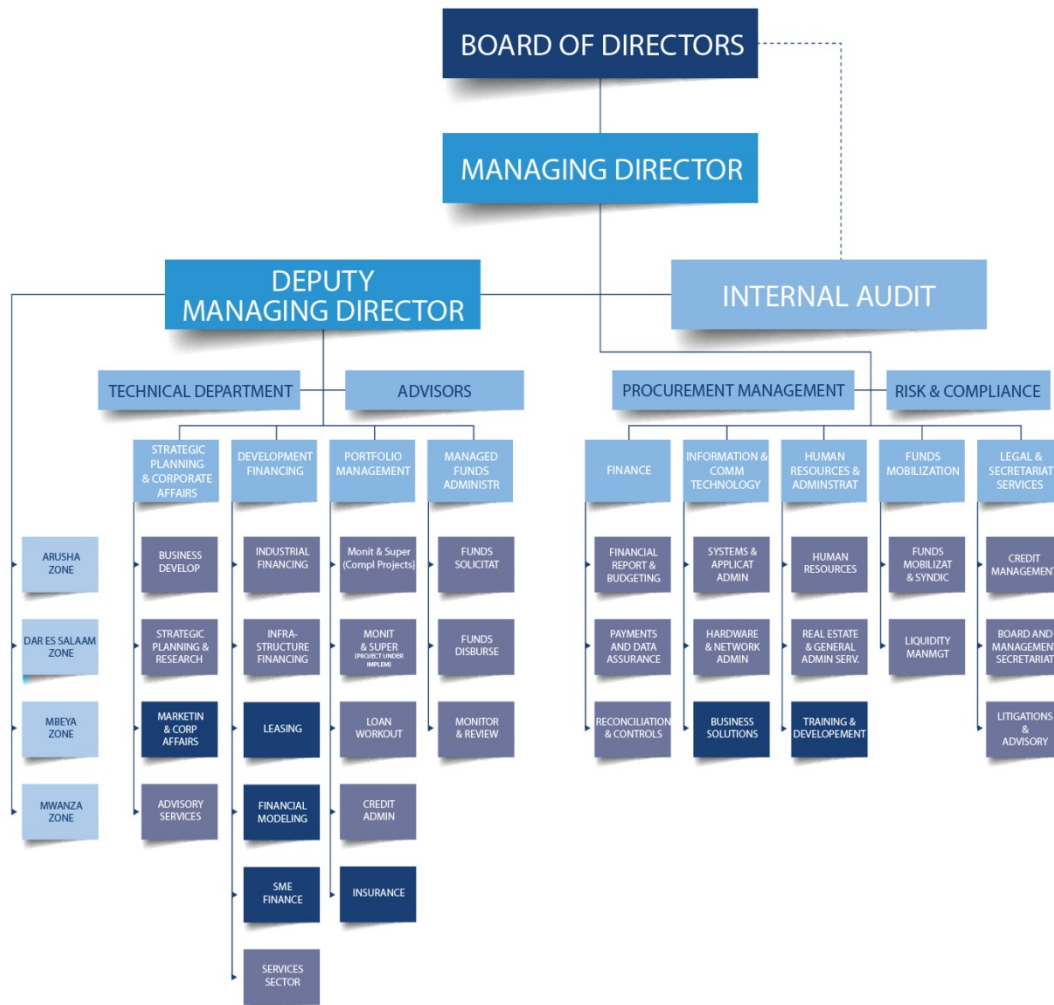 BOARD OF DIRECTORS
MANAGING DIRECTOR
DEPUTY
MANAGING DIRECTOR
INTERNAL AUDIT
TECHNICAL DEPARTMENT
ADVISORS
PROCUREMENT MANAGEMENT
RISK & COMPLIANCE
STRATEGIC
PLANNING
& CORPORATE
AFFAIRS
DEVELOPMENT
FINANCING
PORTFOLIO
MANAGEMENT
MANAGED
FUNDS
ADMINISTR
FINANCE
INFORMATION &
COMM
TECHNOLOGY
HUMAN
RESOURCES &
ADMINSTRAT
FUNDS
MOBILIZATION
LEGAL &
SECRETARIAT
SERVICES
ARUSHA
ZONE
DAR ES SALAAM
ZONE
MBEYA
ZONE
MWANZA
ZONE
BUSINESS
DEVELOP
STRATEGIC
PLANNING &
RESEARCH
MARKETIN
& CORP
AFFAIRS
ADVISORY
SERVICES
INDUSTRIAL
FINANCING
INFRA-
STRUCTURE
FINANCING
LEASING
FINANCIAL
MODELING
SME
FINANCE
SERVICES
SECTOR
Monit & Super
(Compl Projects)
MONIT
& SUPER
(PROJECT UNDER
IMPLEM)
LOAN
WORKOUT
CREDIT
ADMIN
INSURANCE
FUNDS
SOLICITAT
FUNDS
DISBURSE
MONITOR
& REVIEW
FINANCIAL
REPORT &
BUDGETING
PAYMENTS
AND DATA
ASSURANCE
RECONCILIATION
& CONTROLS
SYSTEMS &
APPLICAT
ADMIN
HARDWARE
& NETWORK
ADMIN
BUSINESS
SOLUTIONS
HUMAN
RESOURCES
REAL ESTATE
& GENERAL
ADMIN SERV.
TRAINING &
DEVELOPEMENT
FUNDS
MOBILIZAT
& SYNDIC
LIQUIDITY
MANMGT
CREDIT
MANAGEMENT
BOARD AND
MANAGEMENT
SECRETARIAT
LITIGATIONS
&
ADVISORY